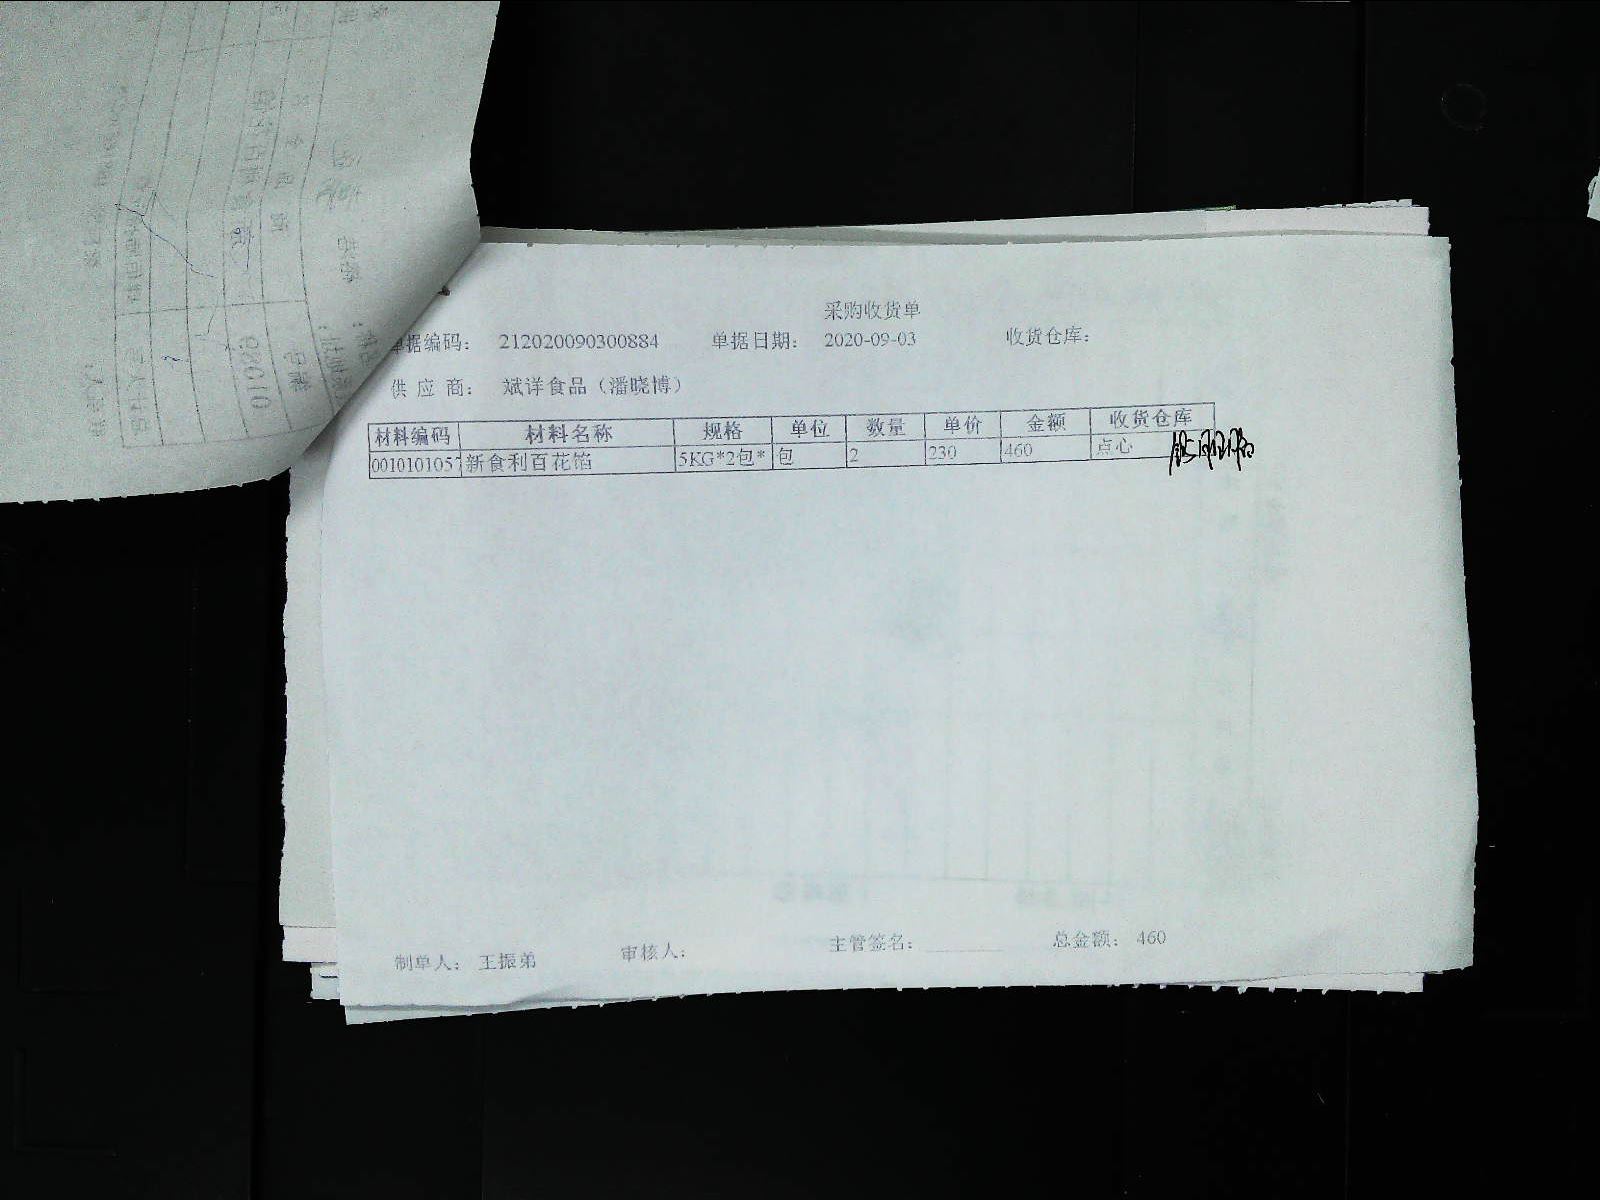 采购收货单
单据编码： 212020090300884 单据日期： 2020-09-03 收货仓库：
供 应 商： 斌详食品（潘晓博）
材料编码 材料名称 规格 单位 数量 单价 金额 收货仓库
0010101057 新食利百花馅 5KG*2包* 包 2 230 460 点心
制单人： 王振弟 审核人： 主管签名： 总金额： 460